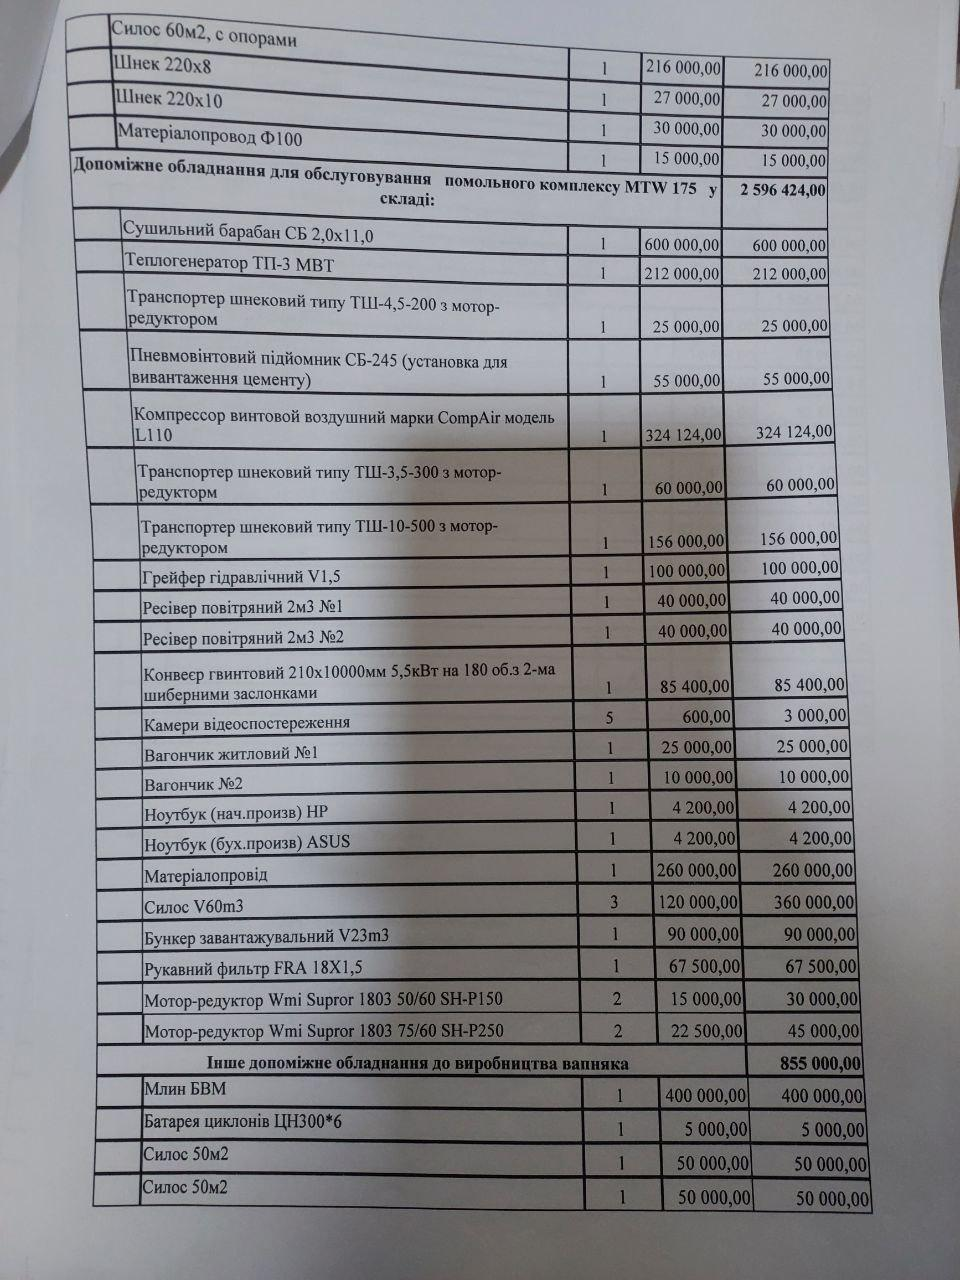 Силос 60м2, с опорами 1 216 000,00 216 000,00
Шнек 220х8 1 27 000,00 27 000,00
Шнек 220х10 1 30 000,00 30 000,00
Матеріалопровод Ф100 1 15 000,00 15 000,00
Допоміжне обладнання для обслуговування помольного комплексу MTW 175 у
складі: 2 596 424,00
Сушильний барабан СБ 2,0х11,0 1 600 000,00 600 000,00
Теплогенератор ТП-3 МВТ 1 212 000,00 212 000,00
Транспортер шнековий типу ТШ-4,5-200 з мотор-
редуктором 1 25 000,00 25 000,00
Пневмовінтовий підйомник СБ-245 (установка для
вивантаження цементу) 1 55 000,00 55 000,00
Компрессор винтовой воздушний марки CompAir модель
L110 1 324 124,00 324 124,00
Транспортер шнековий типу ТШ-3,5-300 з мотор-
редукторм 1 60 000,00 60 000,00
Транспортер шнековий типу ТШ-10-500 з мотор-
редуктором 1 156 000,00 156 000,00
Грейфер гідравлічний V1,5 1 100 000,00 100 000,00
Ресівер повітряний 2м3 №1 1 40 000,00 40 000,00
Ресівер повітряний 2м3 №2 1 40 000,00 40 000,00
Конвеєр гвинтовий 210х10000мм 5,5кВт на 180 об.з 2-ма
шиберними заслонками 1 85 400,00 85 400,00
Камери відеоспостереження 5 600,00 3 000,00
Вагончик житловий №1 1 25 000,00 25 000,00
Вагончик №2 1 10 000,00 10 000,00
Ноутбук (нач.произв) HP 1 4 200,00 4 200,00
Ноутбук (бух.произв) ASUS 1 4 200,00 4 200,00
Матеріалопровід 1 260 000,00 260 000,00
Силос V60m3 3 120 000,00 360 000,00
Бункер завантажувальний V23m3 1 90 000,00 90 000,00
Рукавний фильтр FRA 18X1,5 1 67 500,00 67 500,00
Мотор-редуктор Wmi Supror 1803 50/60 SH-P150 2 15 000,00 30 000,00
Мотор-редуктор Wmi Supror 1803 75/60 SH-P250 2 22 500,00 45 000,00
Інше допоміжне обладнання до виробництва вапняка 855 000,00
Млин БВМ 1 400 000,00 400 000,00
Батарея циклонів ЦН300*6 1 5 000,00 5 000,00
Силос 50м2 1 50 000,00 50 000,00
Силос 50м2 1 50 000,00 50 000,00